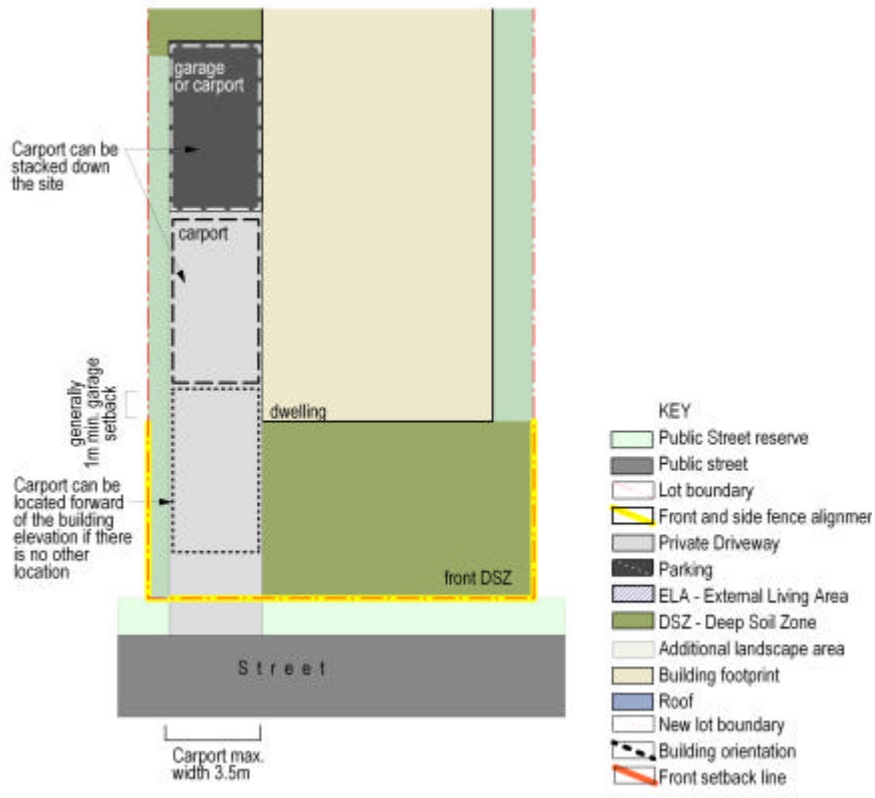 garage
or carport
Carport can be
stacked down
the site
carport
generally
1m min. garage
setback
dwelling
Carport can be
located forward
of the building
elevation if there
is no other
location
front DSZ
Street
Carport max.
width 3.5m
KEY
Public Street reserve
Public street
Lot boundary
Front and side fence alignmer
Private Driveway
Parking
ELA - External Living Area
DSZ - Deep Soil Zone
Additional landscape area
Building footprint
Roof
New lot boundary
Building orientation
Front setback line